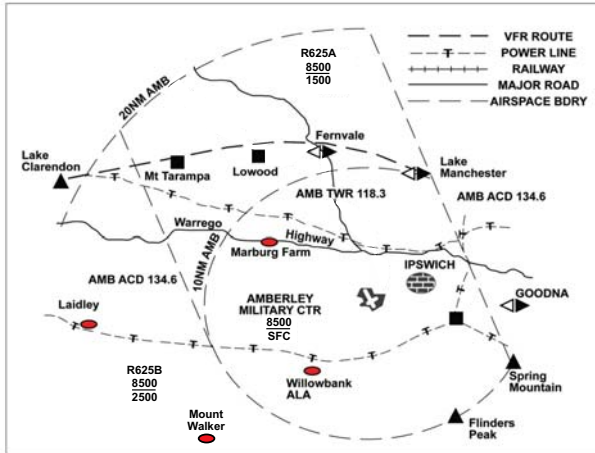 R625A
8500
1500
VFR ROUTE
POWER LINE
T
RAILWAY
MAJOR ROAD
AIRSPACE BDRY
20NM AMB
Fernvale
Lake
Clarendon
Mt Tarampa
Lowood
Lake
Manchester
AMB TWR 118.3
AMB ACD 134.6
Warrego
Highway
Marburg Farm
10NM AMB
AMB ACD 134.6
IPSWICH
Laidley
AMBERLEY
MILITARY CTR
8500
SFC
GOODNA
R625B
8500
2500
Willowbank
ALA
Spring
Mountain
Mount
Walker
Flinders
Peak